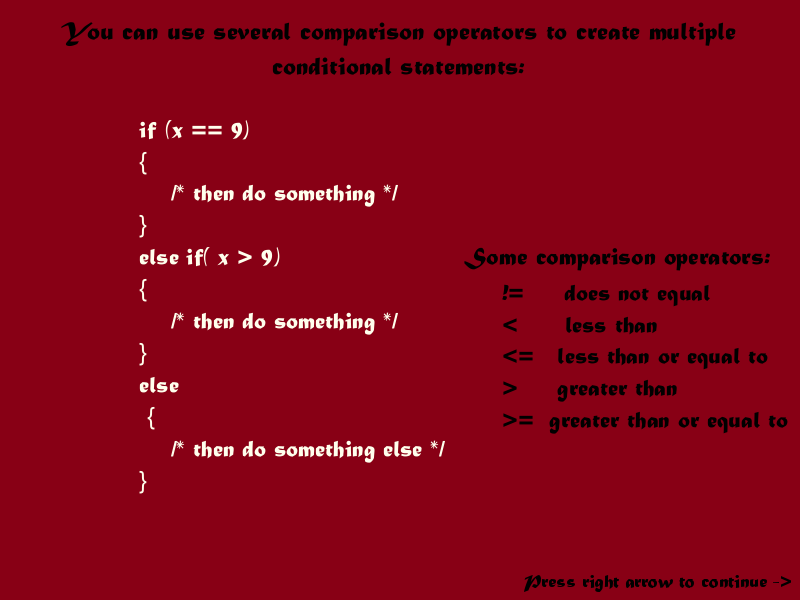 You can use several comparison operators to create multiple
conditional statements:
if (x == 9)
{
/* then do something */
}
else if( x > 9)
{
/* then do something */
}
else
{
/* then do something else */
}
Some comparison operators:
!= does not equal
< less than
<= less than or equal to
> greater than
>= greater than or equal to
Press right arrow to continue ->